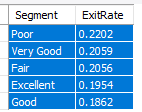 Segment ExitRate
Poor 0.2202
Very Good 0.2059
Fair 0.2056
Excellent 0.1954
Good 0.1862